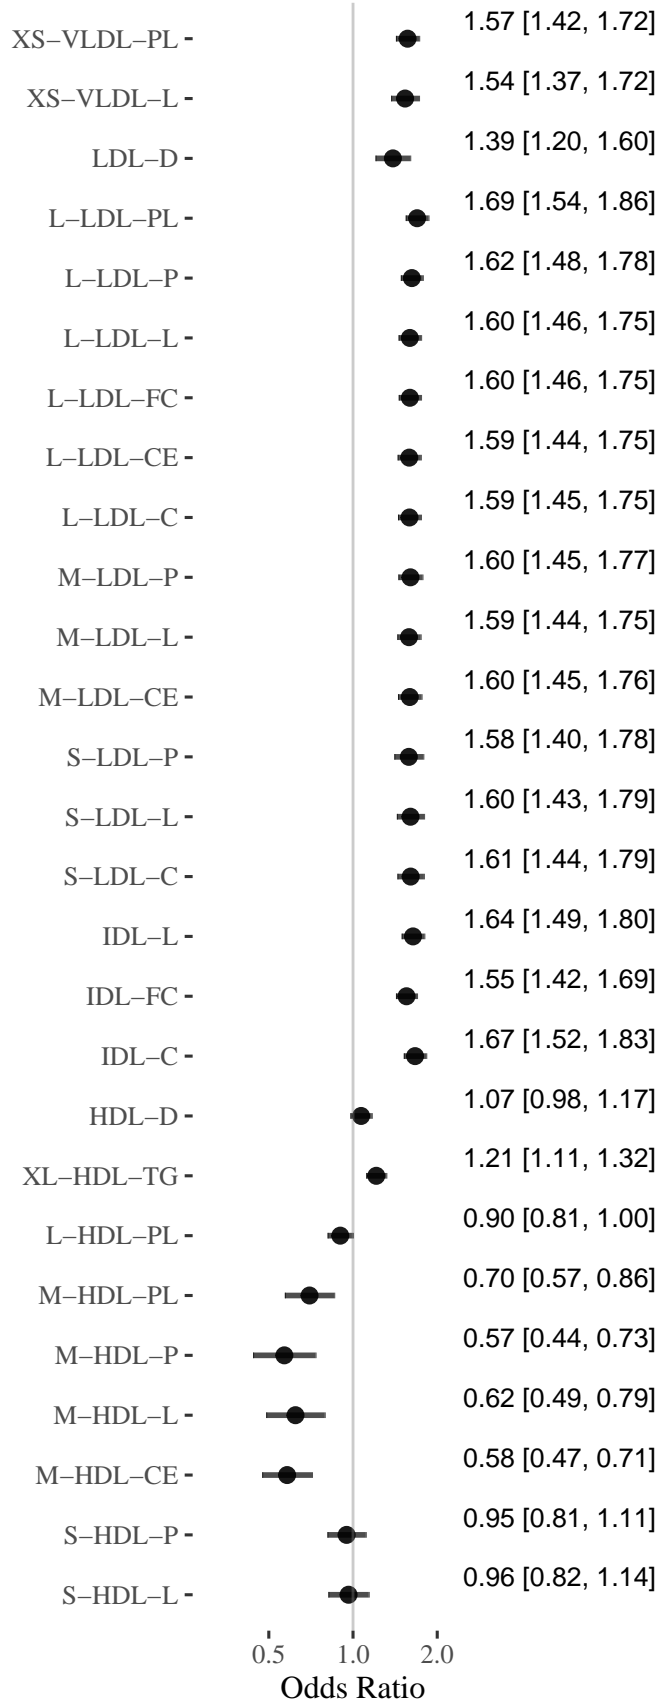 XS−VLDL−PL 1.57 [1.42, 1.72]
XS−VLDL−L 1.54 [1.37, 1.72]
LDL−D 1.39 [1.20, 1.60]
L−LDL−PL 1.69 [1.54, 1.86]
L−LDL−P 1.62 [1.48, 1.78]
L−LDL−L 1.60 [1.46, 1.75]
L−LDL−FC 1.60 [1.46, 1.75]
L−LDL−CE 1.59 [1.44, 1.75]
L−LDL−C 1.59 [1.45, 1.75]
M−LDL−P 1.60 [1.45, 1.77]
M−LDL−L 1.59 [1.44, 1.75]
M−LDL−CE 1.60 [1.45, 1.76]
S−LDL−P 1.58 [1.40, 1.78]
S−LDL−L 1.60 [1.43, 1.79]
S−LDL−C 1.61 [1.44, 1.79]
IDL−L 1.64 [1.49, 1.80]
IDL−FC 1.55 [1.42, 1.69]
IDL−C 1.67 [1.52, 1.83]
HDL−D 1.07 [0.98, 1.17]
XL−HDL−TG 1.21 [1.11, 1.32]
L−HDL−PL 0.90 [0.81, 1.00]
M−HDL−PL 0.70 [0.57, 0.86]
M−HDL−P 0.57 [0.44, 0.73]
M−HDL−L 0.62 [0.49, 0.79]
M−HDL−CE 0.58 [0.47, 0.71]
S−HDL−P 0.95 [0.81, 1.11]
S−HDL−L 0.96 [0.82, 1.14]
0.5 1.0 2.0
Odds Ratio